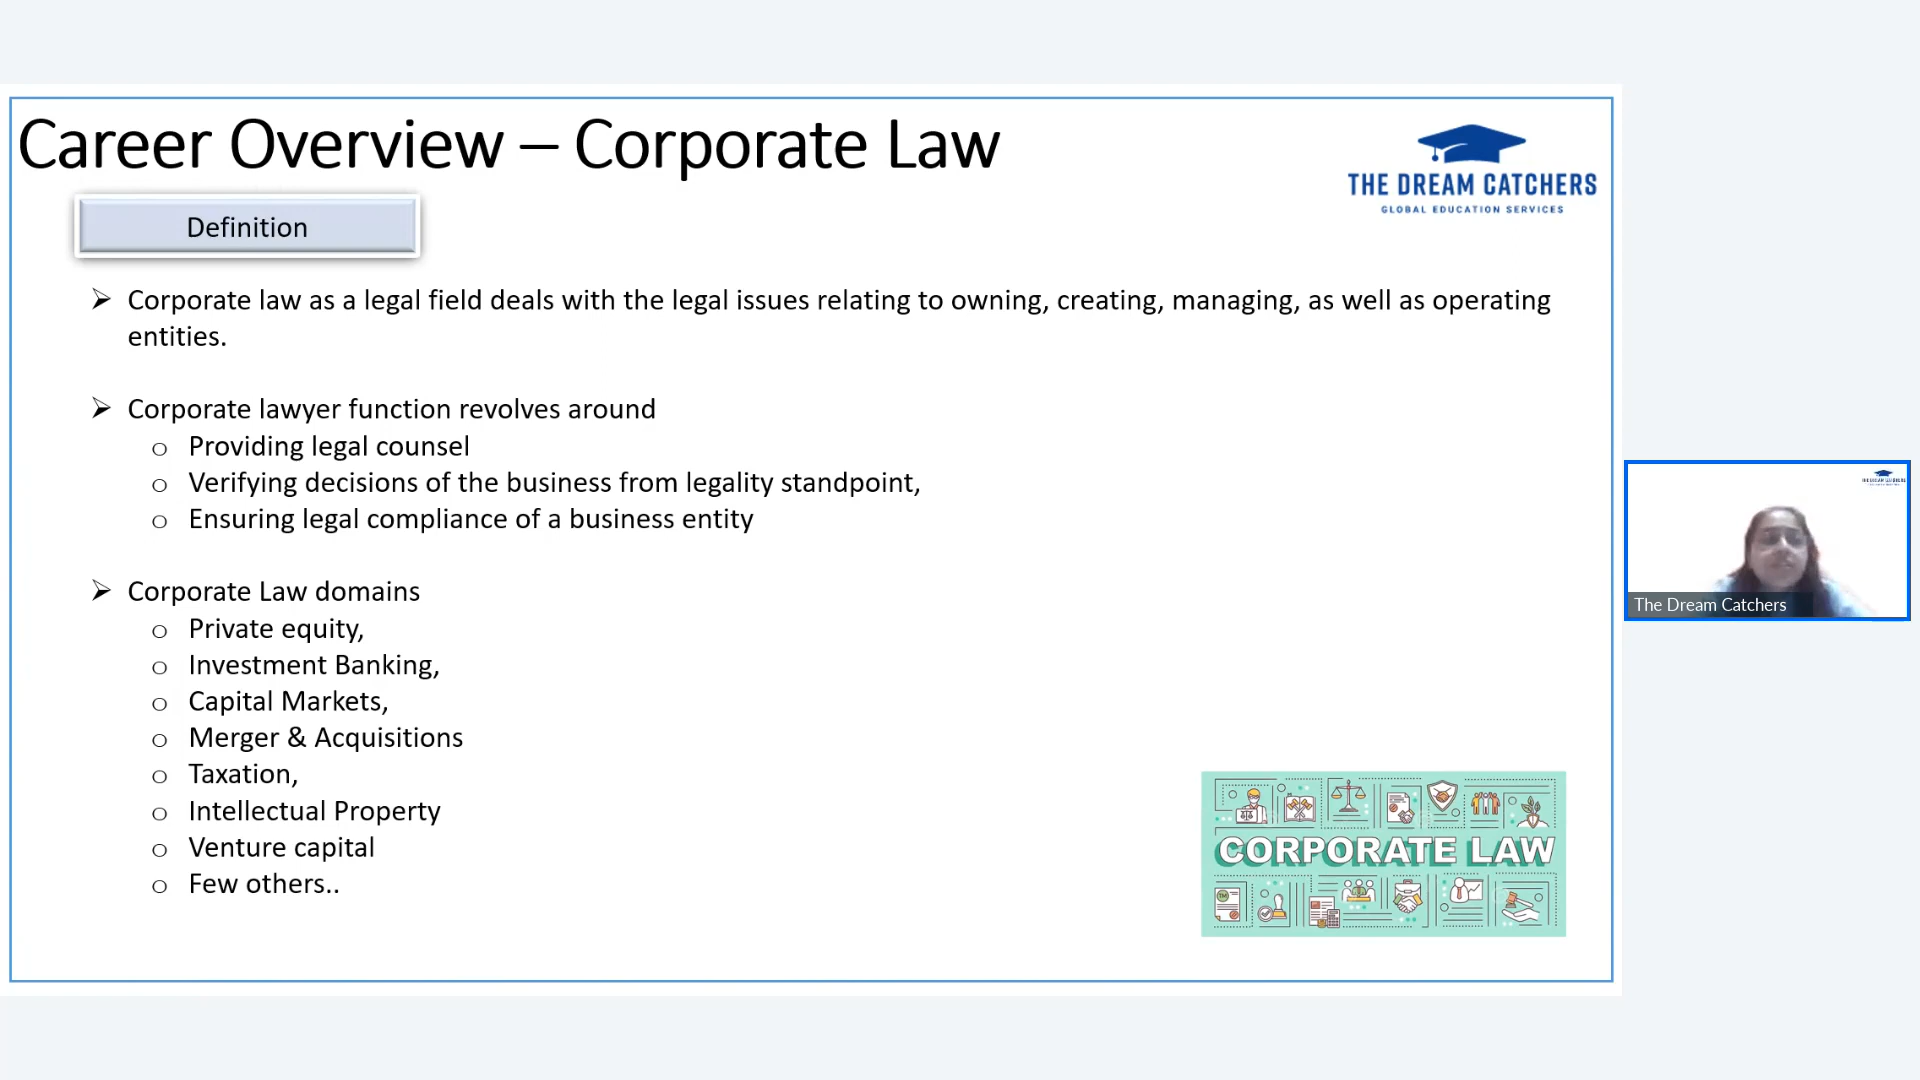 Career Overview – Corporate Law
THE DREAM CATCHERS
GLOBAL EDUCATION SERVICES
Definition
Corporate law as a legal field deals with the legal issues relating to owning, creating, managing, as well as operating
entities.
Corporate lawyer function revolves around
Providing legal counsel
Verifying decisions of the business from legality standpoint,
Ensuring legal compliance of a business entity
Corporate Law domains
Private equity,
Investment Banking,
Capital Markets,
Merger & Acquisitions
Taxation,
Intellectual Property
Venture capital
Few others..
CORPORATE LAW
The Dream Catchers